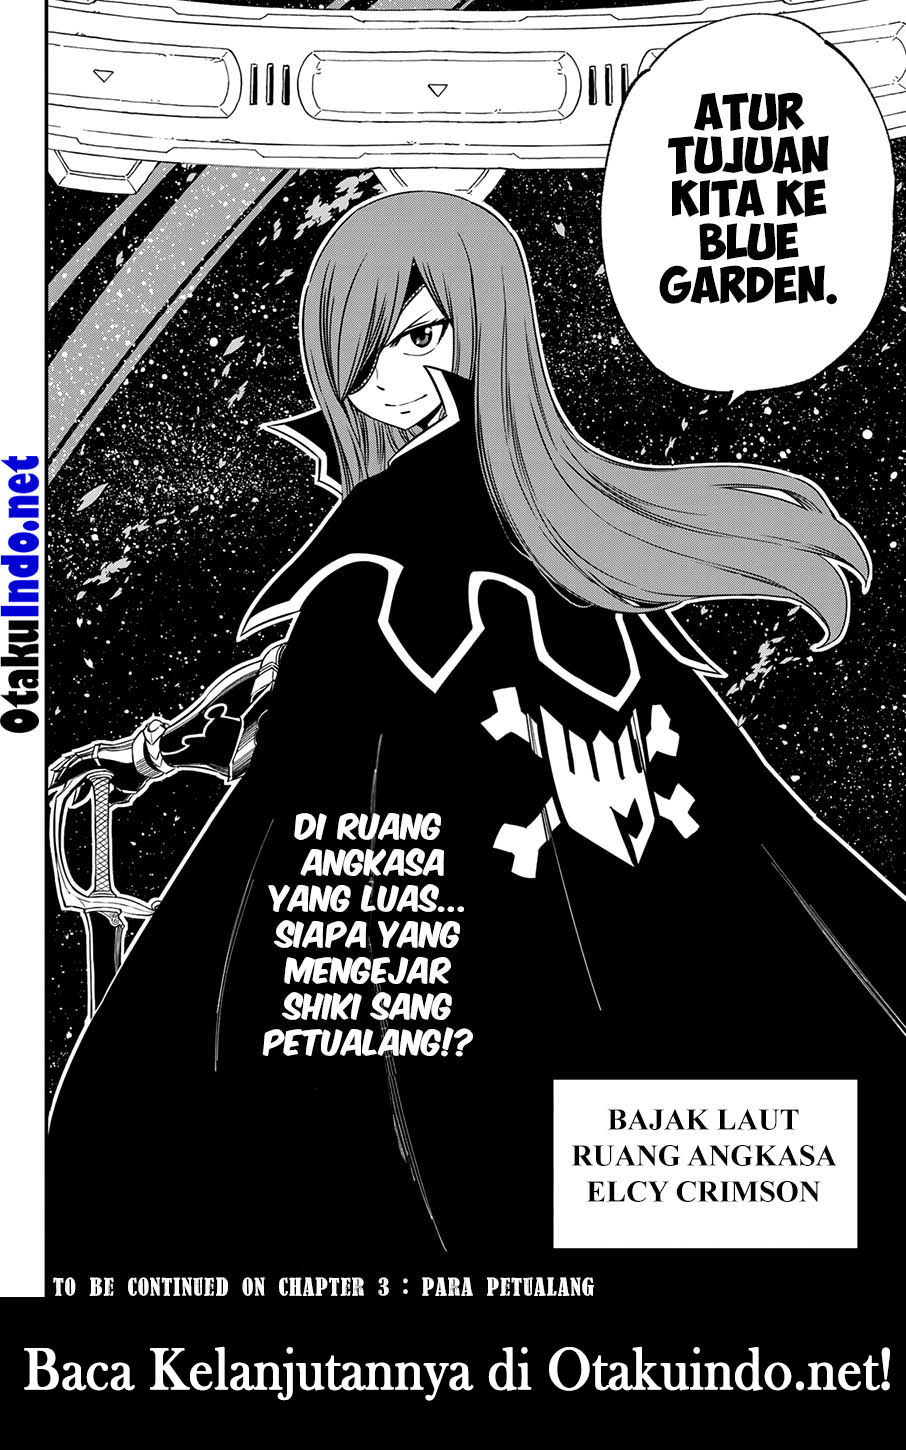 ATUR
TUJUAN
KITA KE
BLUE
GARDEN.
OtakuIndo.net
DI RUANG
ANGKASA
YANG LUAS...
SIAPA YANG
MENGEJAR
SHIKI SANG
PETUALANG!?
BAJAK LAUT
RUANG ANGKASA
ELCY CRIMSON
TO BE CONTINUED ON CHAPTER 3 : PARA PETUALANG
Baca Kelanjutannya di Otakuindo.net!